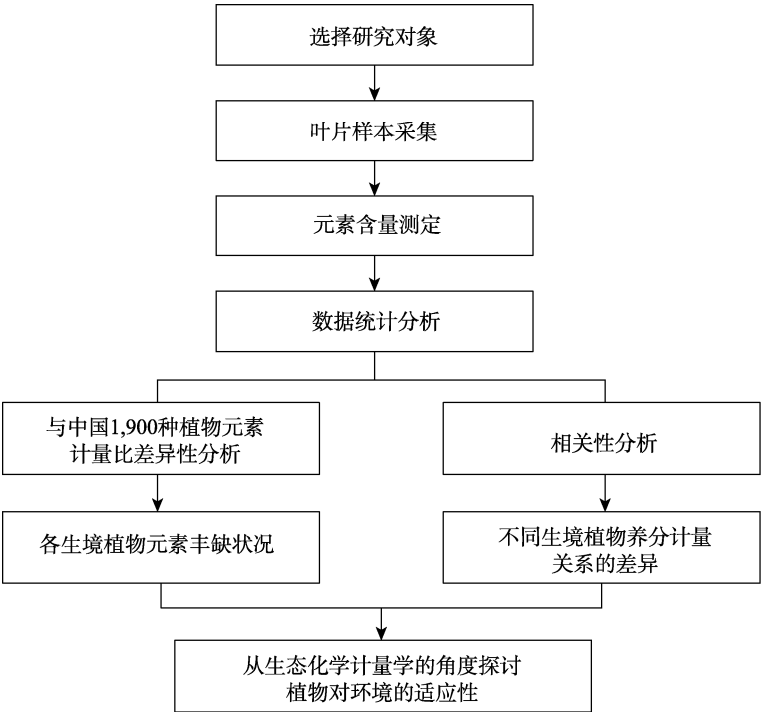 选择研究对象
叶片样本采集
元素含量测定
数据统计分析
与中国1,900种植物元素
计量比差异性分析
相关性分析
各生境植物元素丰缺状况
不同生境植物养分计量
关系的差异
从生态化学计量学的角度探讨
植物对环境的适应性